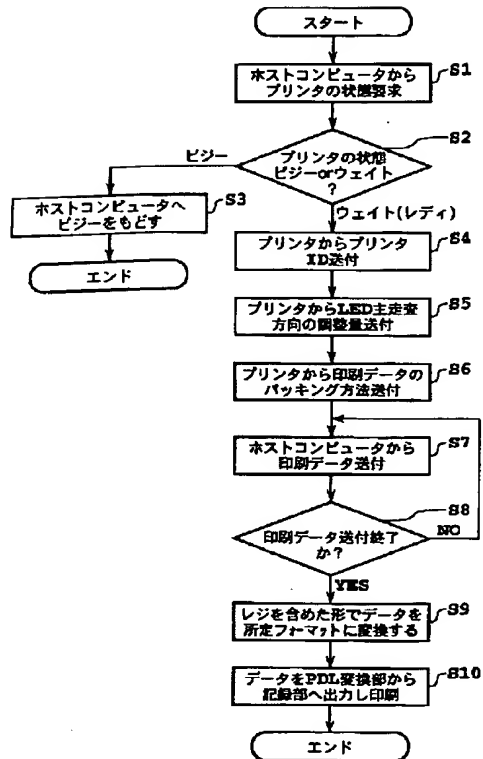 スタート
ホストコンピュータから
プリンタの状態要求
S1
プリンタの状態
ビジーorウェイト
?
S2
ビジー
ホストコンピュータへ
ビジーをもどす
S3
エンド
ウェイト(レディ)
プリンタからプリンタ
ID送付
S4
プリンタからLED主走査
方向の調整量送付
S5
プリンタから印刷データの
パッキング方法送付
S6
ホストコンピュータから
印刷データ送付
S7
印刷データ送付終了
か?
S8
NO
YES
レジを含めた形でデータを
所定フォーマットに変換する
S9
データをPDL変換部から
記録部へ出力し印刷
S10
エンド